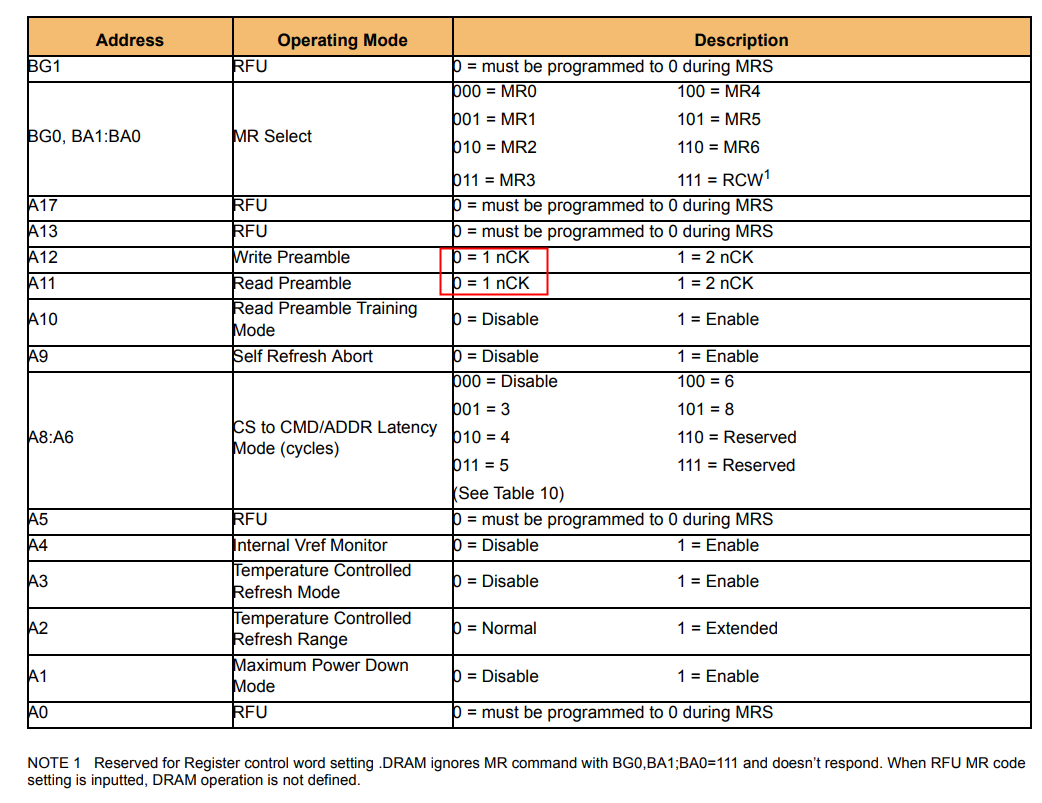 Address Operating Mode Description
BG1 RFU 0 = must be programmed to 0 during MRS
BG0, BA1:BA0 MR Select
000 = MR0 100 = MR4
001 = MR1 101 = MR5
010 = MR2 110 = MR6
011 = MR3 111 = RCW1
A17 RFU 0 = must be programmed to 0 during MRS
A13 RFU 0 = must be programmed to 0 during MRS
A12 Write Preamble 0 = 1 nCK 1 = 2 nCK
A11 Read Preamble 0 = 1 nCK 1 = 2 nCK
A10 Read Preamble Training
Mode 0 = Disable 1 = Enable
A9 Self Refresh Abort 0 = Disable 1 = Enable
A8:A6 CS to CMD/ADDR Latency
Mode (cycles)
000 = Disable 100 = 6
001 = 3 101 = 8
010 = 4 110 = Reserved
011 = 5 111 = Reserved
(See Table 10)
A5 RFU 0 = must be programmed to 0 during MRS
A4 Internal Vref Monitor 0 = Disable 1 = Enable
A3 Temperature Controlled
Refresh Mode 0 = Disable 1 = Enable
A2 Temperature Controlled
Refresh Range 0 = Normal 1 = Extended
A1 Maximum Power Down
Mode 0 = Disable 1 = Enable
A0 RFU 0 = must be programmed to 0 during MRS
NOTE 1 Reserved for Register control word setting .DRAM ignores MR command with BG0,BA1;BA0=111 and doesn't respond. When RFU MR code
setting is inputted, DRAM operation is not defined.